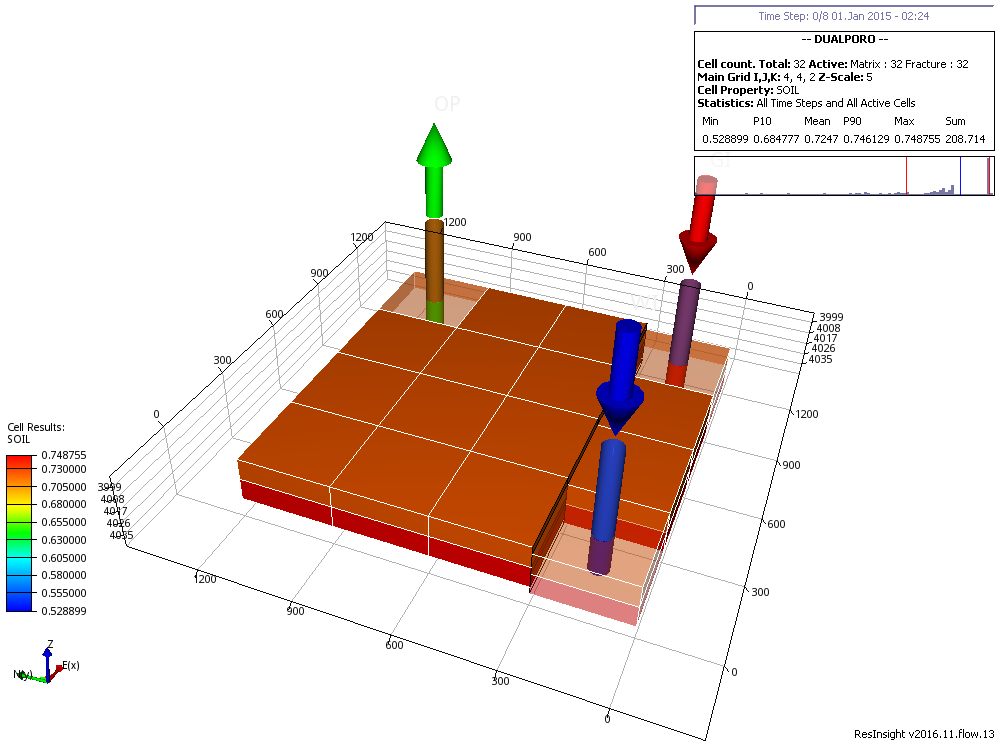 Time Step: 0/8 01.Jan 2015 - 02:24
-- DUALPORO --
Cell count. Total: 32 Active: Matrix : 32 Fracture : 32
Main Grid I,J,K: 4, 4, 2 Z-Scale: 5
Cell Property: SOIL
Statistics: All Time Steps and All Active Cells
Min P10 Mean P90 Max Sum
0.528899 0.684777 0.7247 0.746129 0.748755 208.714
OP
GI
1200 900 600 300 0
1200
900
600
300
0
3999
4008
4017
4026
4035
3999
4008
4017
4026
4035
1200
900
600
300
0
1200
900
600
300
0
Cell Results:
SOIL
0.748755
0.730000
0.705000
0.680000
0.655000
0.630000
0.605000
0.580000
0.555000
0.528899
Z
N(y) E(x)
ResInsight v2016.11.flow.13